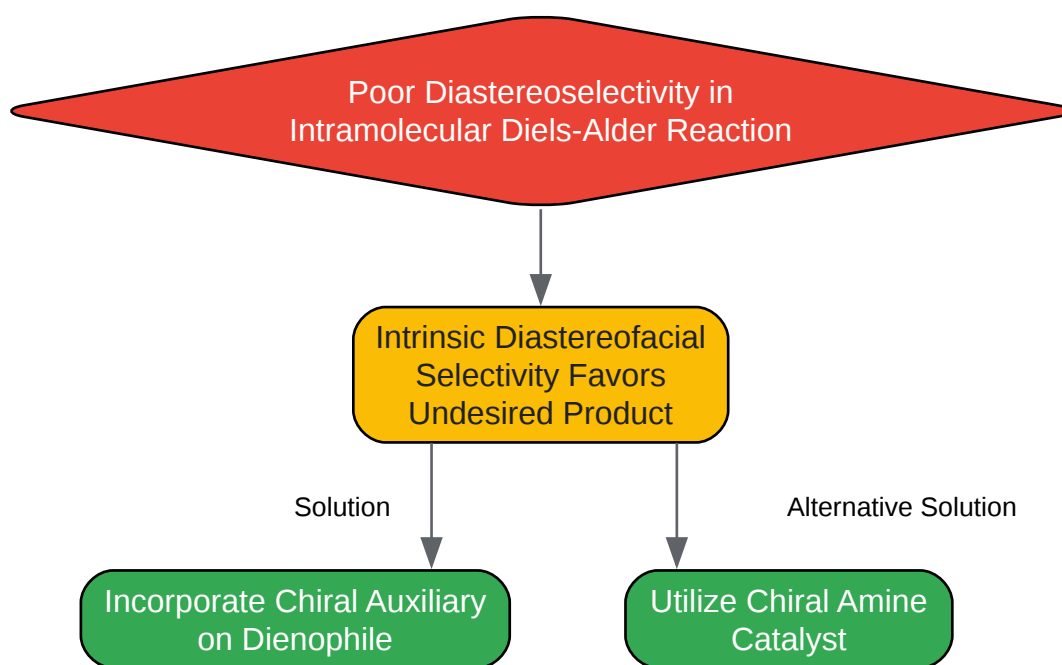 Poor Diastereoselectivity in
Intramolecular Diels-Alder Reaction
Intrinsic Diastereofacial
Selectivity Favors
Undesired Product
Solution
Alternative Solution
Incorporate Chiral Auxiliary
on Dienophile
Utilize Chiral Amine
Catalyst